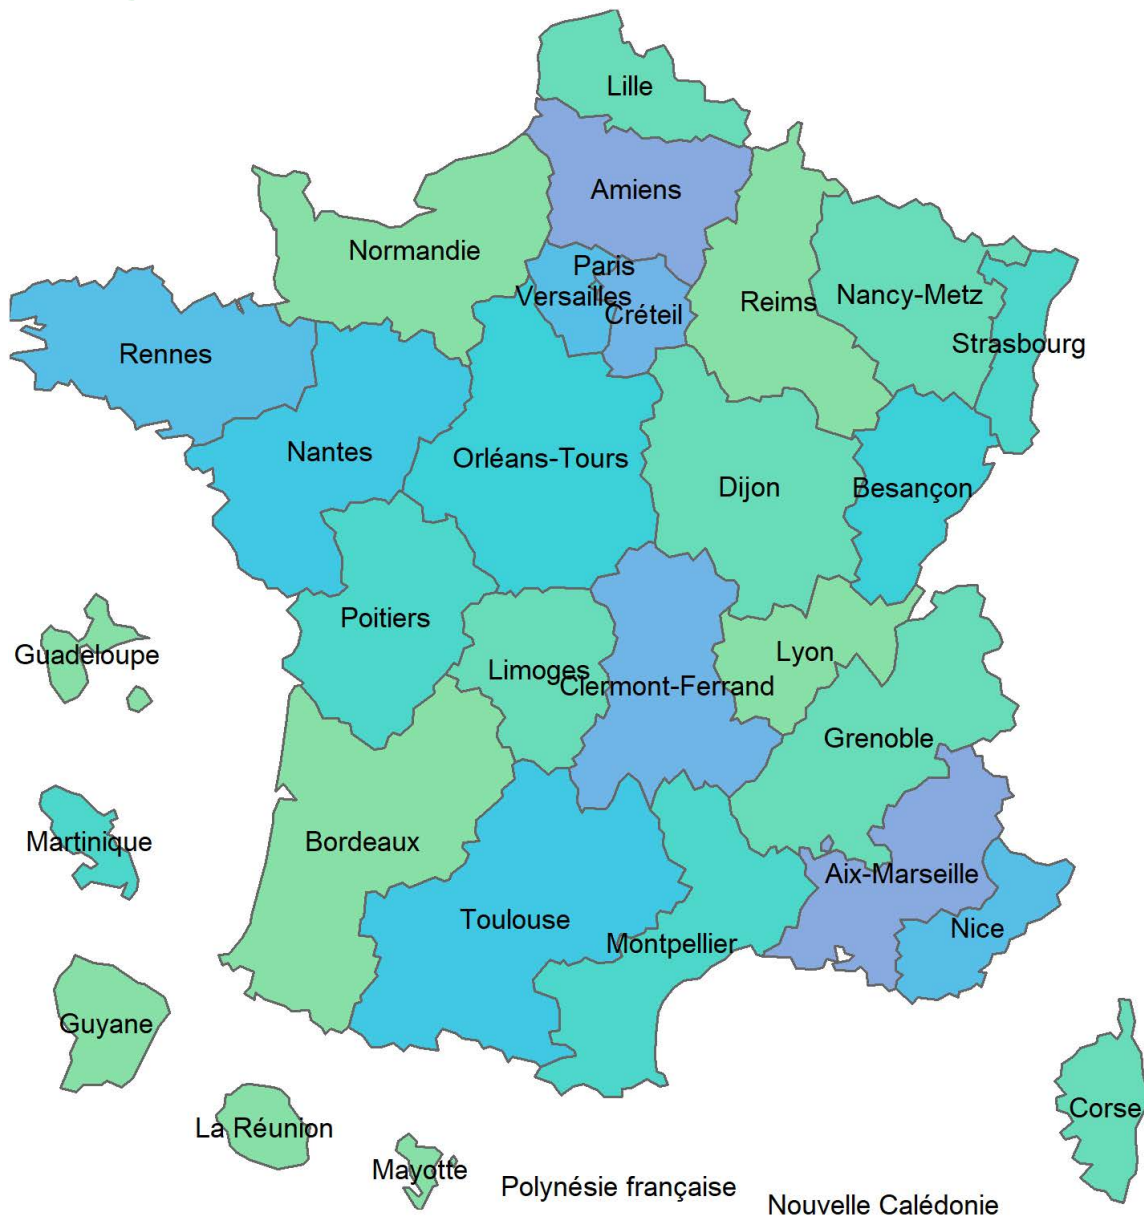 Lille
Amiens
Normandie
Paris
Versailles
Créteil
Reims
Nancy-Metz
Strasbourg
Rennes
Nantes
Orléans-Tours
Dijon
Besançon
Poitiers
Limoges
Clermont-Ferrand
Lyon
Grenoble
Guadeloupe
Martinique
Bordeaux
Toulouse
Montpellier
Aix-Marseille
Nice
Guyane
La Réunion
Mayotte
Polynésie française
Nouvelle Calédonie
Corse